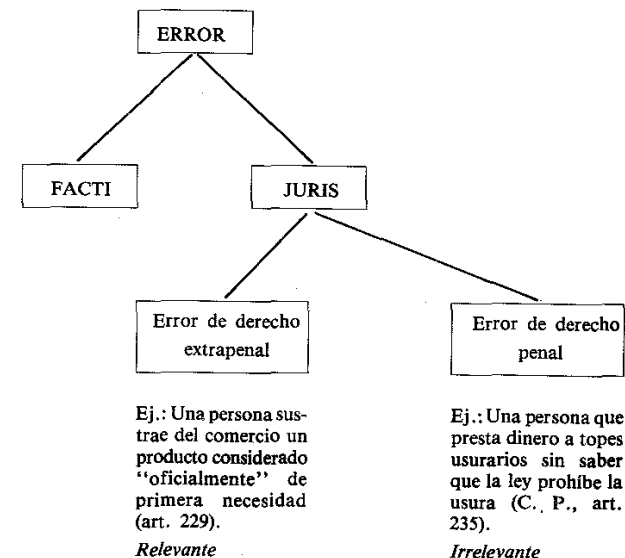 ERROR
FACTI
JURIS
Error de derecho
extrapenal
Error de derecho
penal
Ej.: Una persona sus-
trae del comercio un
producto considerado
“oficialmente” de
primera necesidad
(art. 229).
Relevante
Ej.: Una persona que
presta dinero a topes
usurarios sin saber
que la ley prohíbe la
usura (C. P., art.
235).
Irrelevante